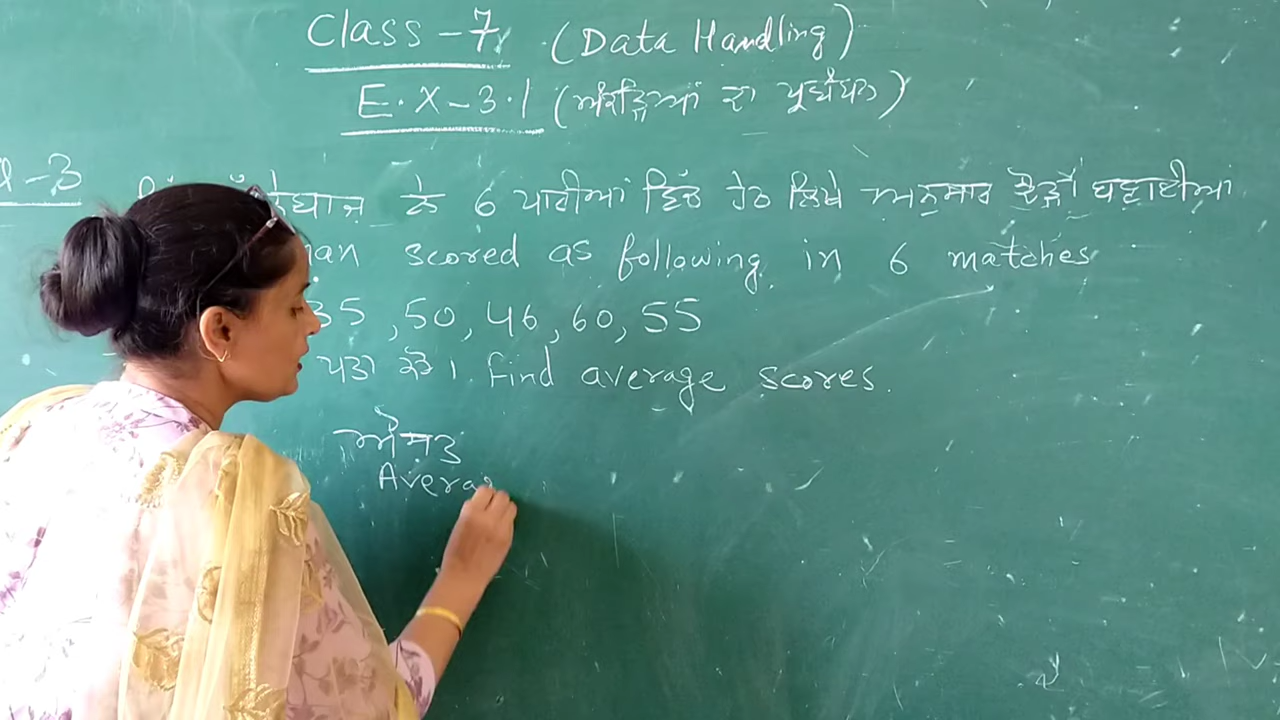 Class - 7 (Data Handling)
E.X - 3.1 (ਅੰਕੜਿਆਂ ਦਾ ਪ੍ਰਬੰਧਨ)
- 3 ਨੇ 6 ਪਾਰੀਆਂ ਵਿੱਚ ਹੇਠ ਲਿਖੇ ਅਨੁਸਾਰ ਦੌੜਾਂ ਬਣਾਈਆਂ
man scored as following in 6 matches
35, 50, 46, 60, 55
ਪਤਾ ਕਰੋ। find average scores.
ਔਸਤ
Avera